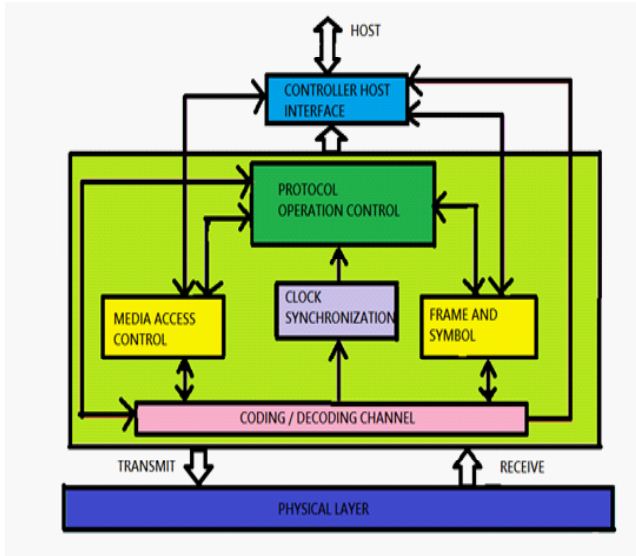 HOST
CONTROLLER HOST
INTERFACE
PROTOCOL
OPERATION CONTROL
MEDIA ACCESS
CONTROL
CLOCK
SYNCHRONIZATION
FRAME AND
SYMBOL
CODING / DECODING CHANNEL
TRANSMIT
RECEIVE
PHYSICAL LAYER